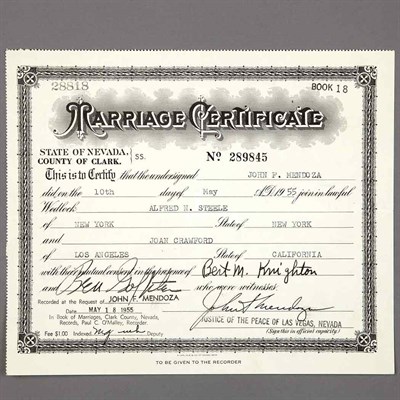 28818
BOOK 18
MARRIAGE CERTIFICATE
STATE OF NEVADA,
COUNTY OF CLARK. SS. No 289845
This is to Certify that the undersigned JOHN P. MENDOZA
did on the 10th day of May A.D. 1955 join in lawful
Wedlock ALFRED N. STEELE
of NEW YORK State of NEW YORK
and JOAN CRAWFORD
of LOS ANGELES State of CALIFORNIA
with their mutual consent in the presence of Bert M. Knighton
and who were witnesses.
Recorded at the Request of JOHN F. MENDOZA
Date MAY 18 1955
In Book of Marriages, Clark County, Nevada,
Records, Paul C. O'Malley, Recorder.
Fee $1.00 Indexed Deputy
John F Mendoza
JUSTICE OF THE PEACE OF LAS VEGAS, NEVADA
(Sign this in official capacity)
TO BE GIVEN TO THE RECORDER